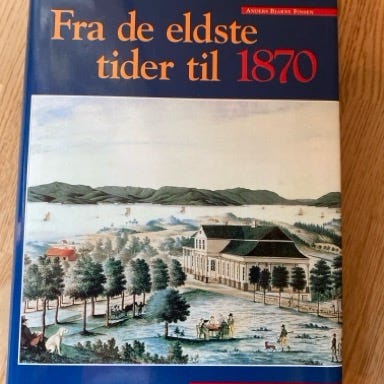 ANDERS BJARNE FOSSEN
Fra de eldste
tider til 1870